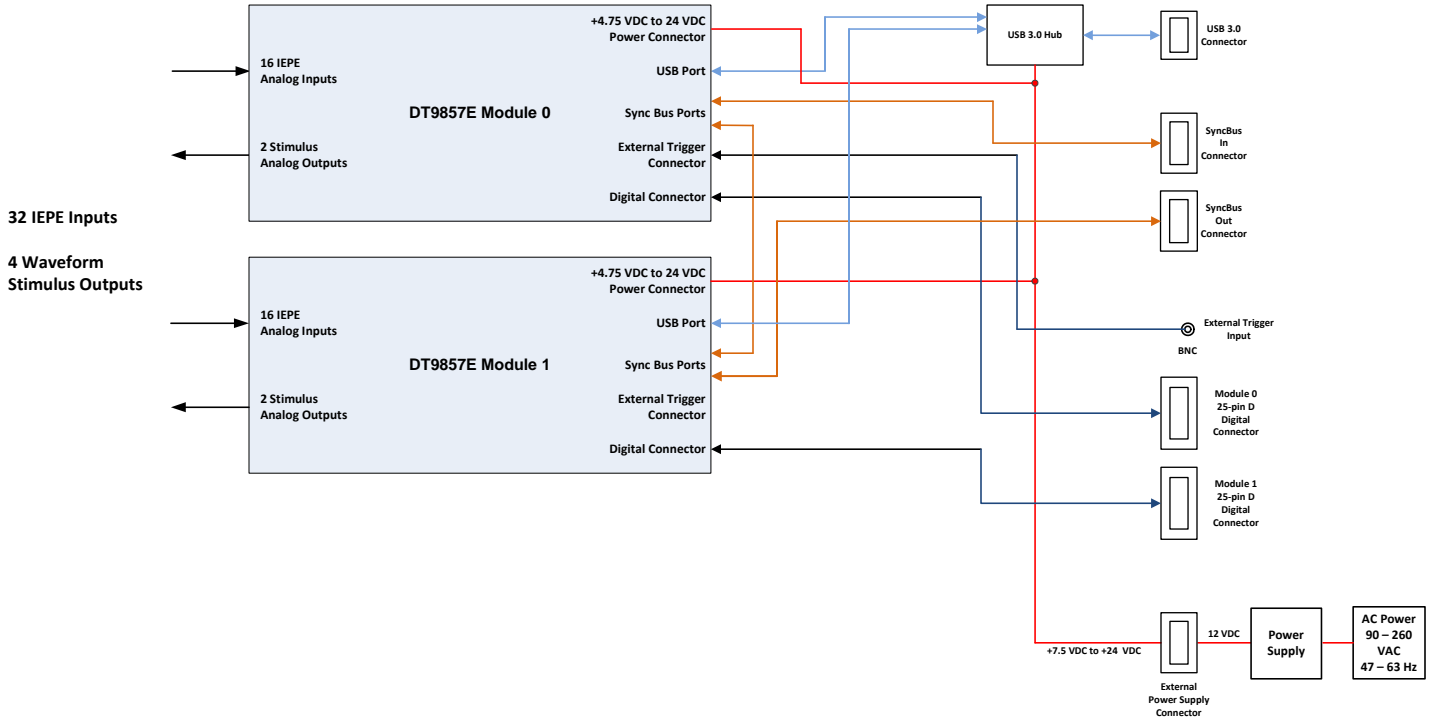 +4.75 VDC to 24 VDC
Power Connector
16 IEPE
Analog Inputs
USB Port
DT9857E Module 0
Sync Bus Ports
2 Stimulus
Analog Outputs
External Trigger
Connector
Digital Connector
32 IEPE Inputs
4 Waveform
Stimulus Outputs
+4.75 VDC to 24 VDC
Power Connector
16 IEPE
Analog Inputs
USB Port
DT9857E Module 1
Sync Bus Ports
2 Stimulus
Analog Outputs
External Trigger
Connector
Digital Connector
USB 3.0 Hub
USB 3.0
Connector
SyncBus
In
Connector
SyncBus
Out
Connector
External Trigger
Input
BNC
Module 0
25-pin D
Digital
Connector
Module 1
25-pin D
Digital
Connector
+7.5 VDC to +24 VDC
12 VDC
Power
Supply
AC Power
90 – 260
VAC
47 – 63 Hz
External
Power Supply
Connector